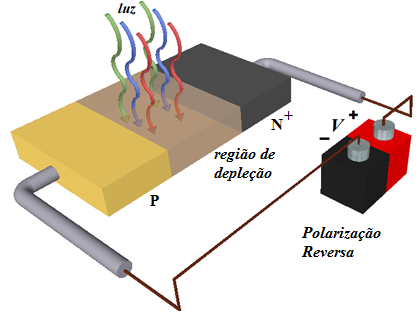 luz
N+
− V +
região de
depleção
P
Polarização
Reversa